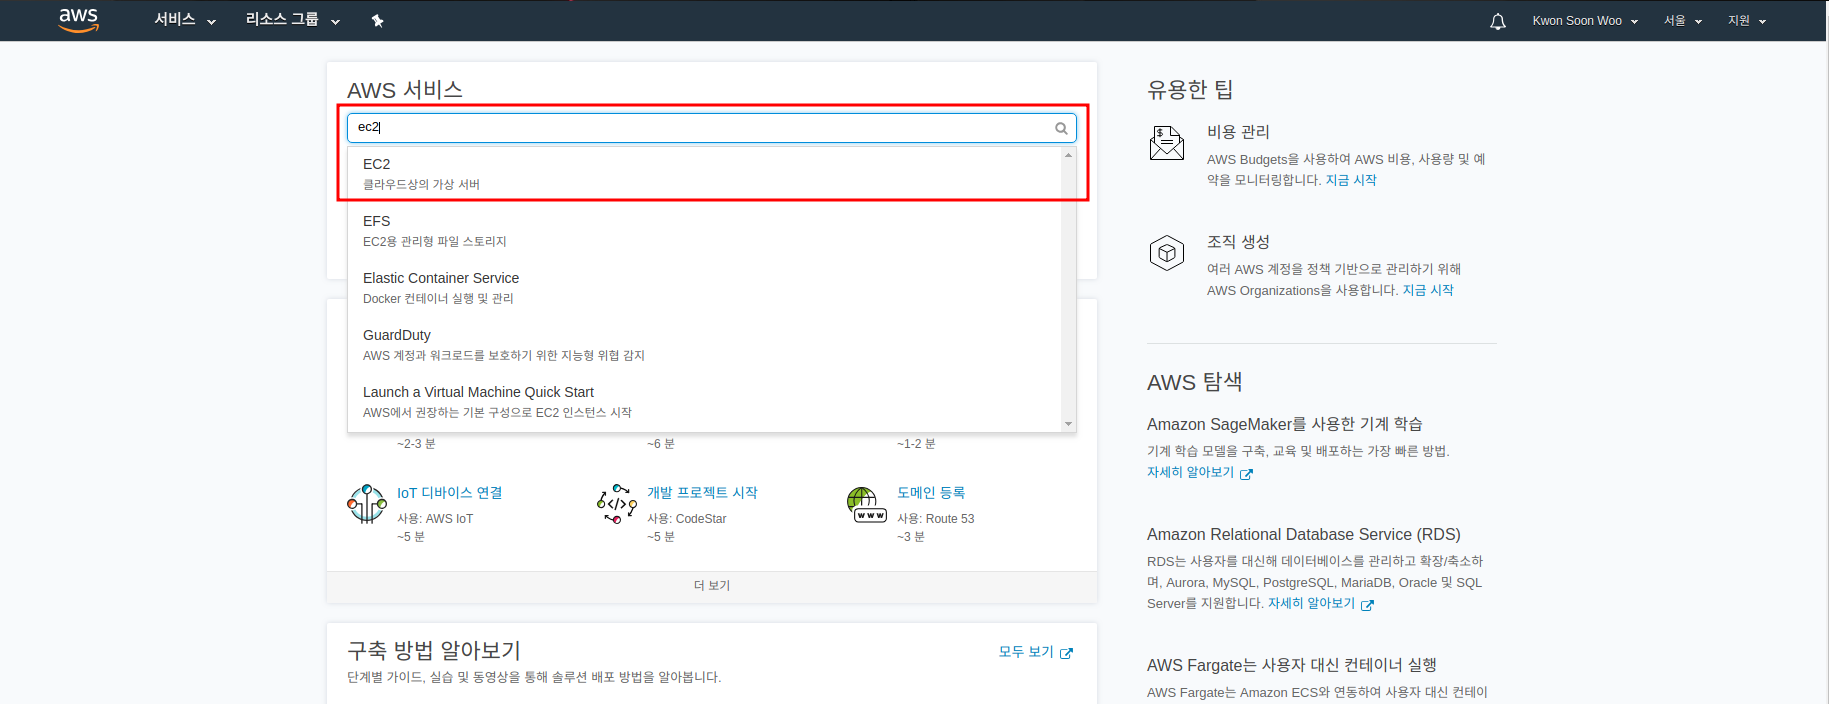 aws
서비스
리소스 그룹
Kwon Soon Woo
서울
지원
AWS 서비스
ec2
EC2
클라우드상의 가상 서버
EFS
EC2용 관리형 파일 스토리지
Elastic Container Service
Docker 컨테이너 실행 및 관리
GuardDuty
AWS 계정과 워크로드를 보호하기 위한 지능형 위협 감지
Launch a Virtual Machine Quick Start
AWS에서 권장하는 기본 구성으로 EC2 인스턴스 시작
~2-3 분
~6 분
~1-2 분
IoT 디바이스 연결
사용: AWS IoT
~5 분
개발 프로젝트 시작
사용: CodeStar
~5 분
www
도메인 등록
사용: Route 53
~3 분
더 보기
구축 방법 알아보기
모두 보기
단계별 가이드, 실습 및 동영상을 통해 솔루션 배포 방법을 알아봅니다.
유용한 팁
비용 관리
AWS Budgets을 사용하여 AWS 비용, 사용량 및 예
약을 모니터링합니다. 지금 시작
조직 생성
여러 AWS 계정을 정책 기반으로 관리하기 위해
AWS Organizations을 사용합니다. 지금 시작
AWS 탐색
Amazon SageMaker를 사용한 기계 학습
기계 학습 모델을 구축, 교육 및 배포하는 가장 빠른 방법.
자세히 알아보기
Amazon Relational Database Service (RDS)
RDS는 사용자를 대신해 데이터베이스를 관리하고 확장/축소하
며, Aurora, MySQL, PostgreSQL, MariaDB, Oracle 및 SQL
Server를 지원합니다. 자세히 알아보기
AWS Fargate는 사용자 대신 컨테이너 실행
AWS Fargate는 Amazon ECS와 연동하여 사용자 대신 컨테이